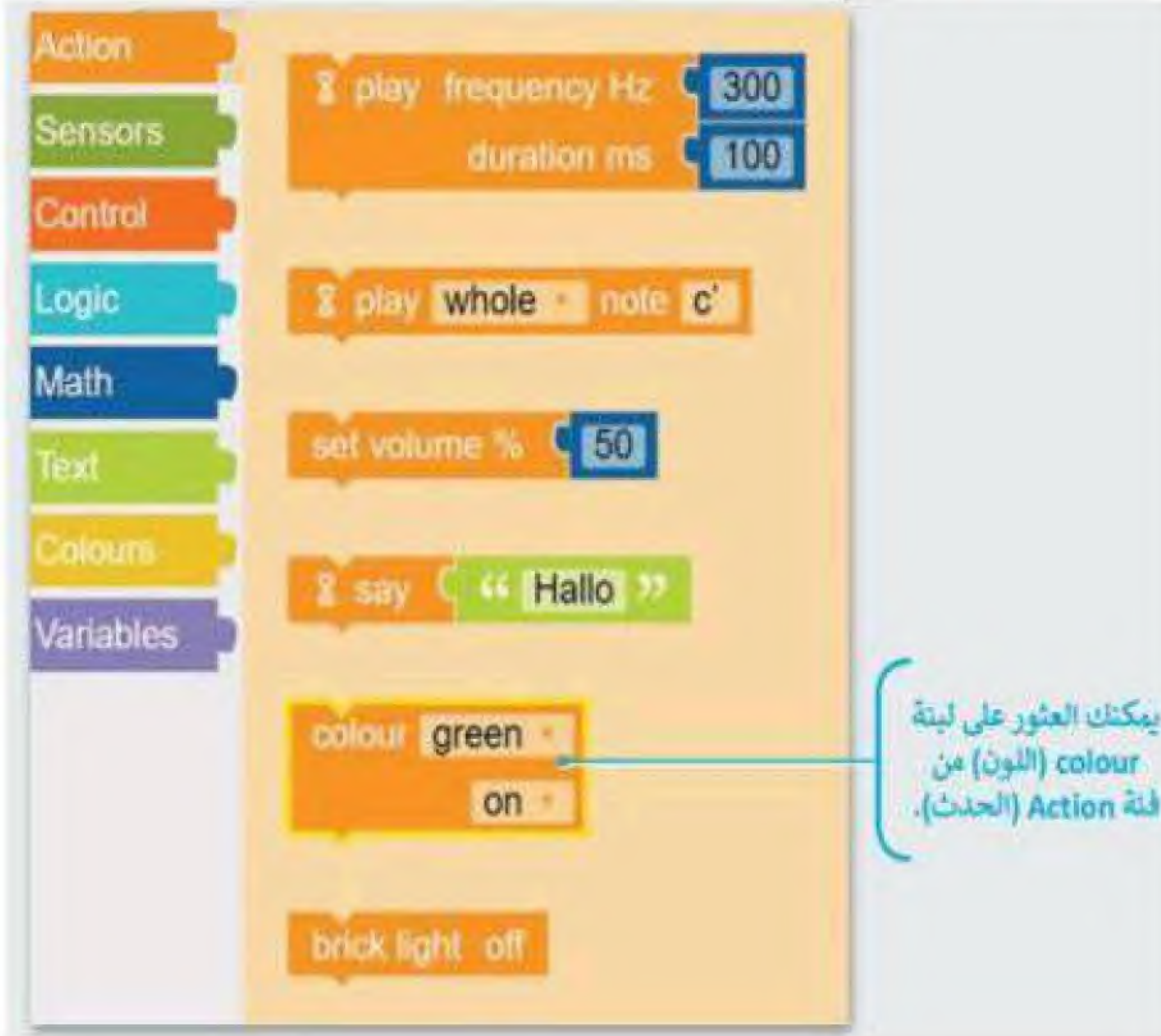 Action
Sensors
Control
Logic
Math
Text
Colours
Variables
play frequency Hz 300
duration ms 100
play whole note c'
set volume % 50
say “ Hallo ”
colour green
on
brick light off
يمكنك العثور على لبنة
colour (اللون) من
فئة Action (الحدث).